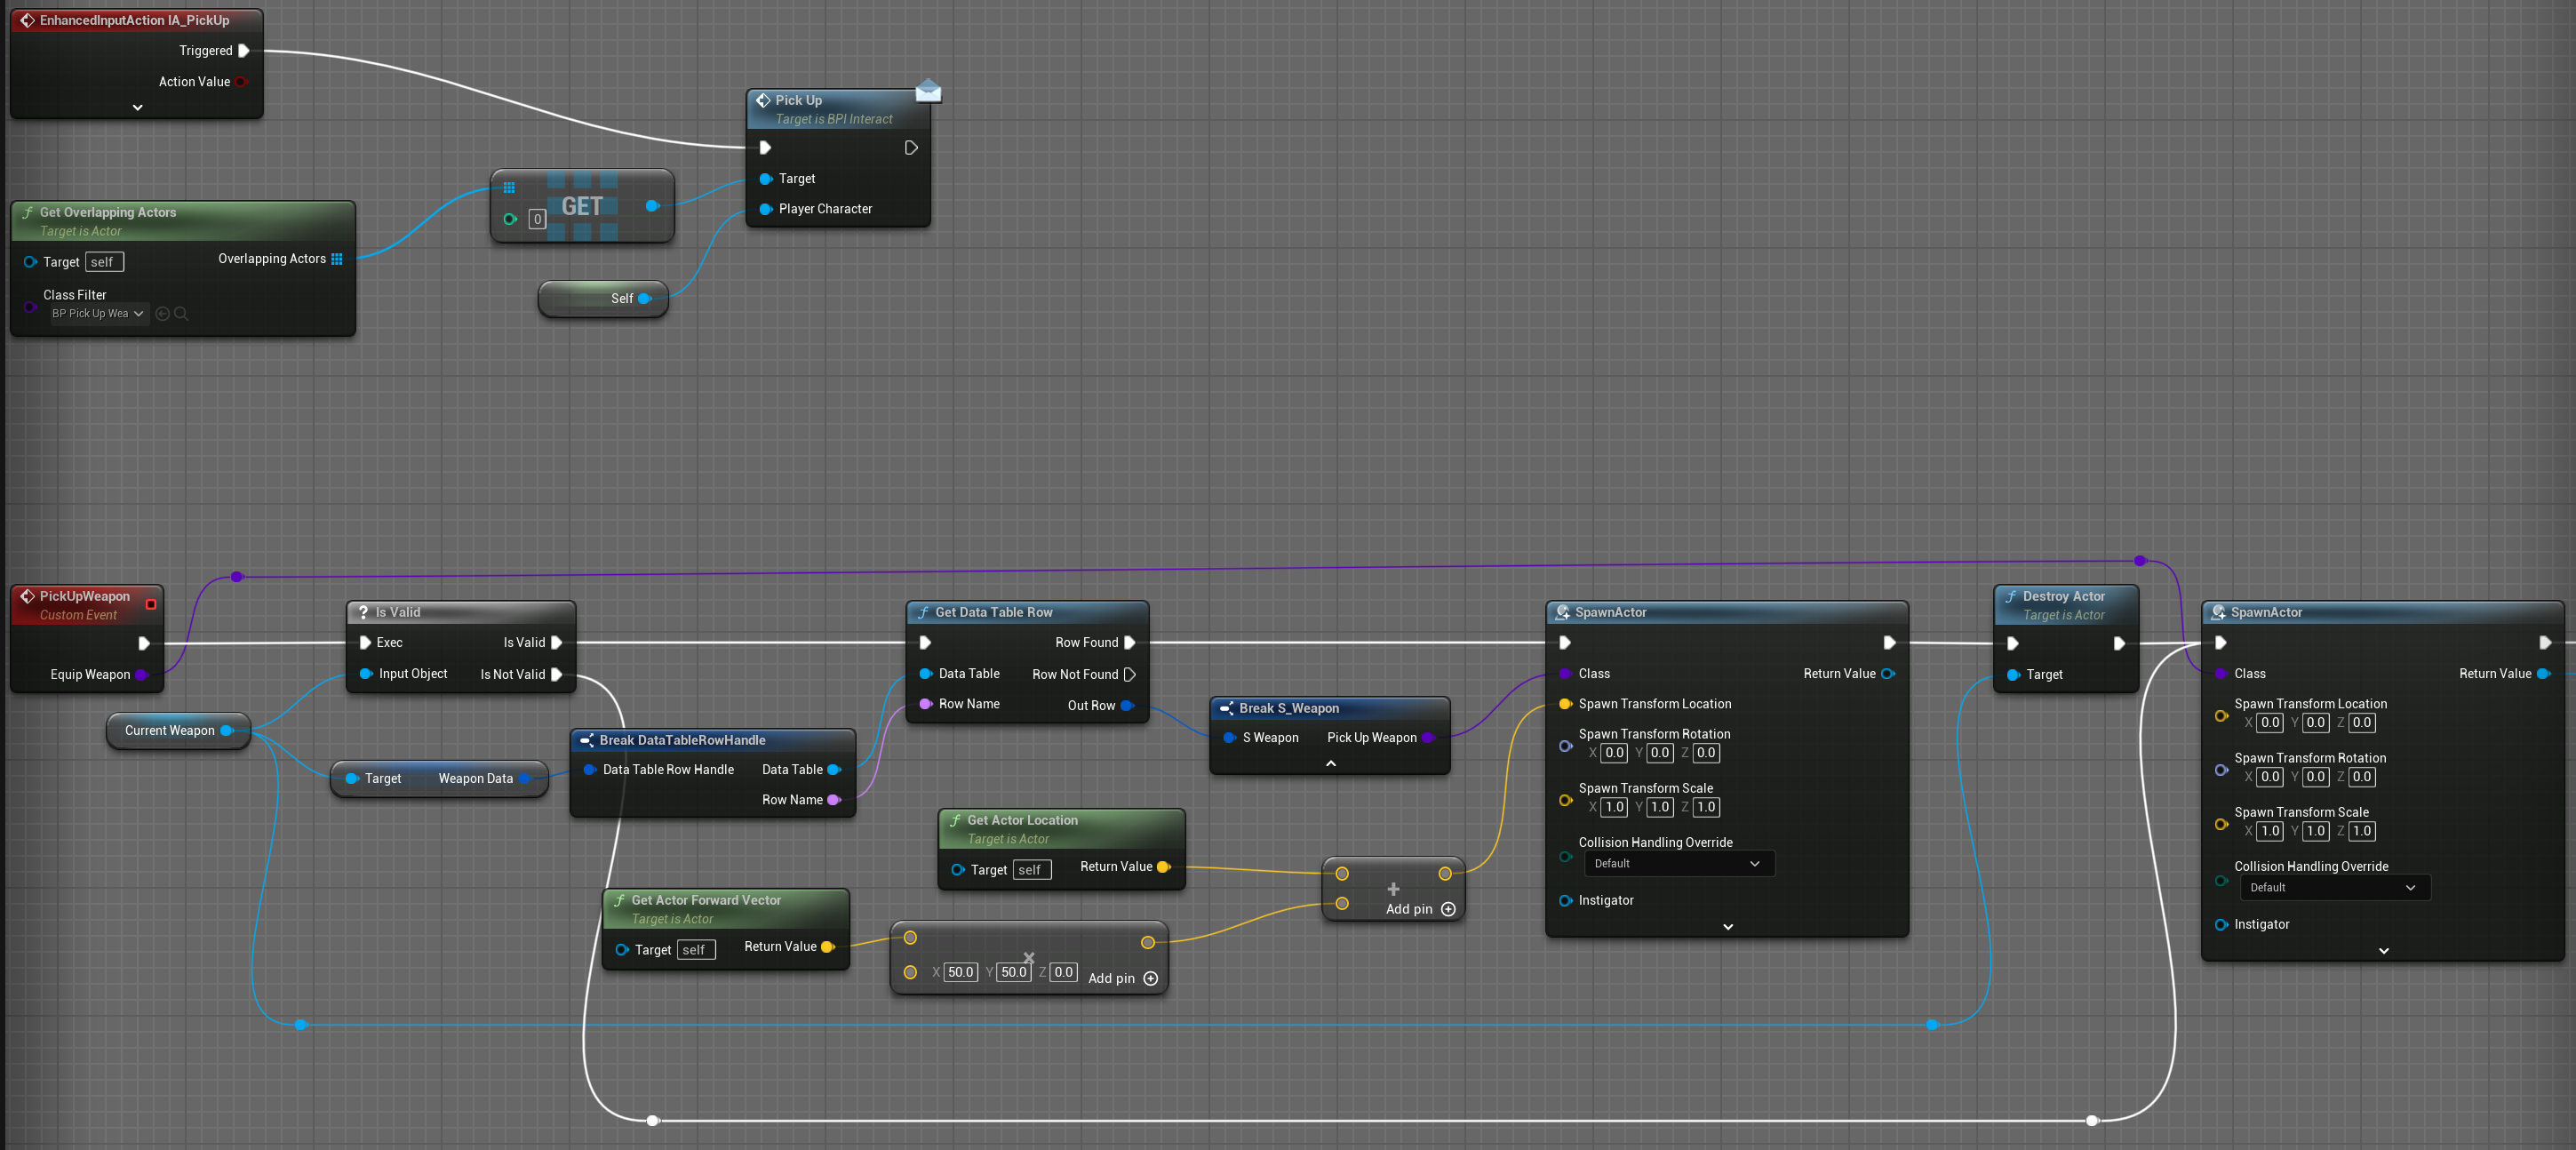 EnhancedInputAction IA_PickUp
Triggered
Action Value
Pick Up
Target is BPI Interact
Target
Player Character
GET
0
Get Overlapping Actors
Target is Actor
Target self
Overlapping Actors
Class Filter
BP Pick Up Wea
Self
PickUpWeapon
Custom Event
Equip Weapon
Current Weapon
? Is Valid
Exec
Is Valid
Input Object
Is Not Valid
Target
Weapon Data
Break DataTableRowHandle
Data Table Row Handle
Data Table
Row Name
f Get Data Table Row
Row Found
Data Table
Row Not Found
Row Name
Out Row
Break S_Weapon
S Weapon
Pick Up Weapon
f Get Actor Location
Target is Actor
Target self
Return Value
f Get Actor Forward Vector
Target is Actor
Target self
Return Value
×
X 50.0 Y 50.0 Z 0.0
Add pin
+
Add pin
SpawnActor
Class
Return Value
Spawn Transform Location
Spawn Transform Rotation
X 0.0 Y 0.0 Z 0.0
Spawn Transform Scale
X 1.0 Y 1.0 Z 1.0
Collision Handling Override
Default
Instigator
f Destroy Actor
Target is Actor
Target
SpawnActor
Class
Return Value
Spawn Transform Location
X 0.0 Y 0.0 Z 0.0
Spawn Transform Rotation
X 0.0 Y 0.0 Z 0.0
Spawn Transform Scale
X 1.0 Y 1.0 Z 1.0
Collision Handling Override
Default
Instigator